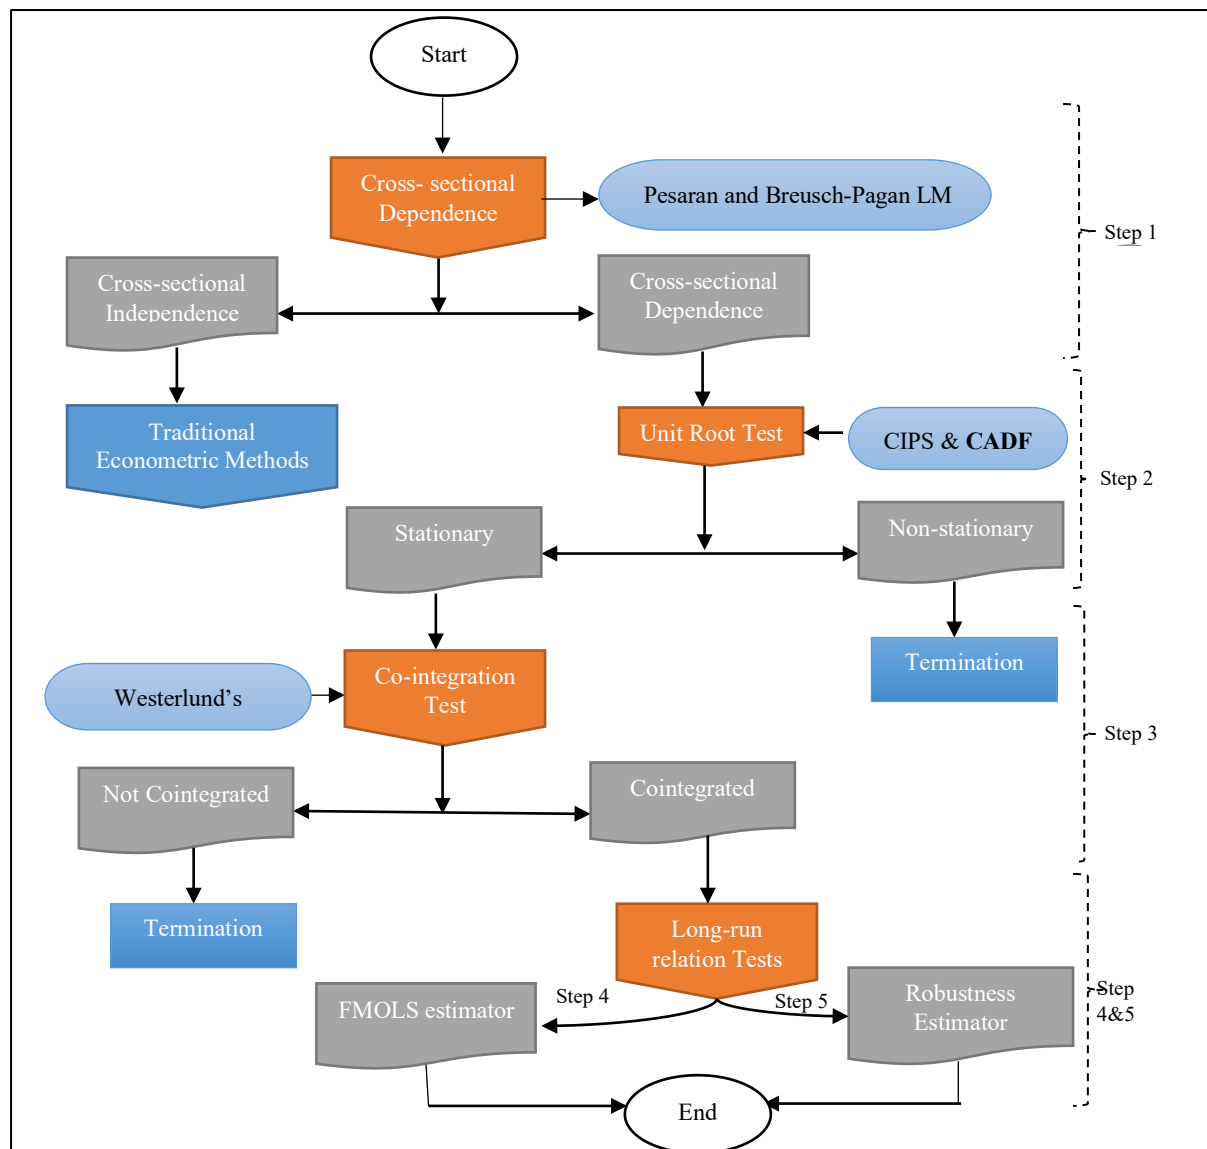 Start
Cross- sectional
Dependence
Pesaran and Breusch-Pagan LM
Step 1
Cross-sectional
Independence
Cross-sectional
Dependence
Traditional
Econometric Methods
Unit Root Test
CIPS & CADF
Step 2
Stationary
Non-stationary
Termination
Westerlund's
Co-integration
Test
Step 3
Not Cointegrated
Cointegrated
Termination
Long-run
relation Tests
Step 4
Step 5
FMOLS estimator
Robustness
Estimator
Step
4&5
End